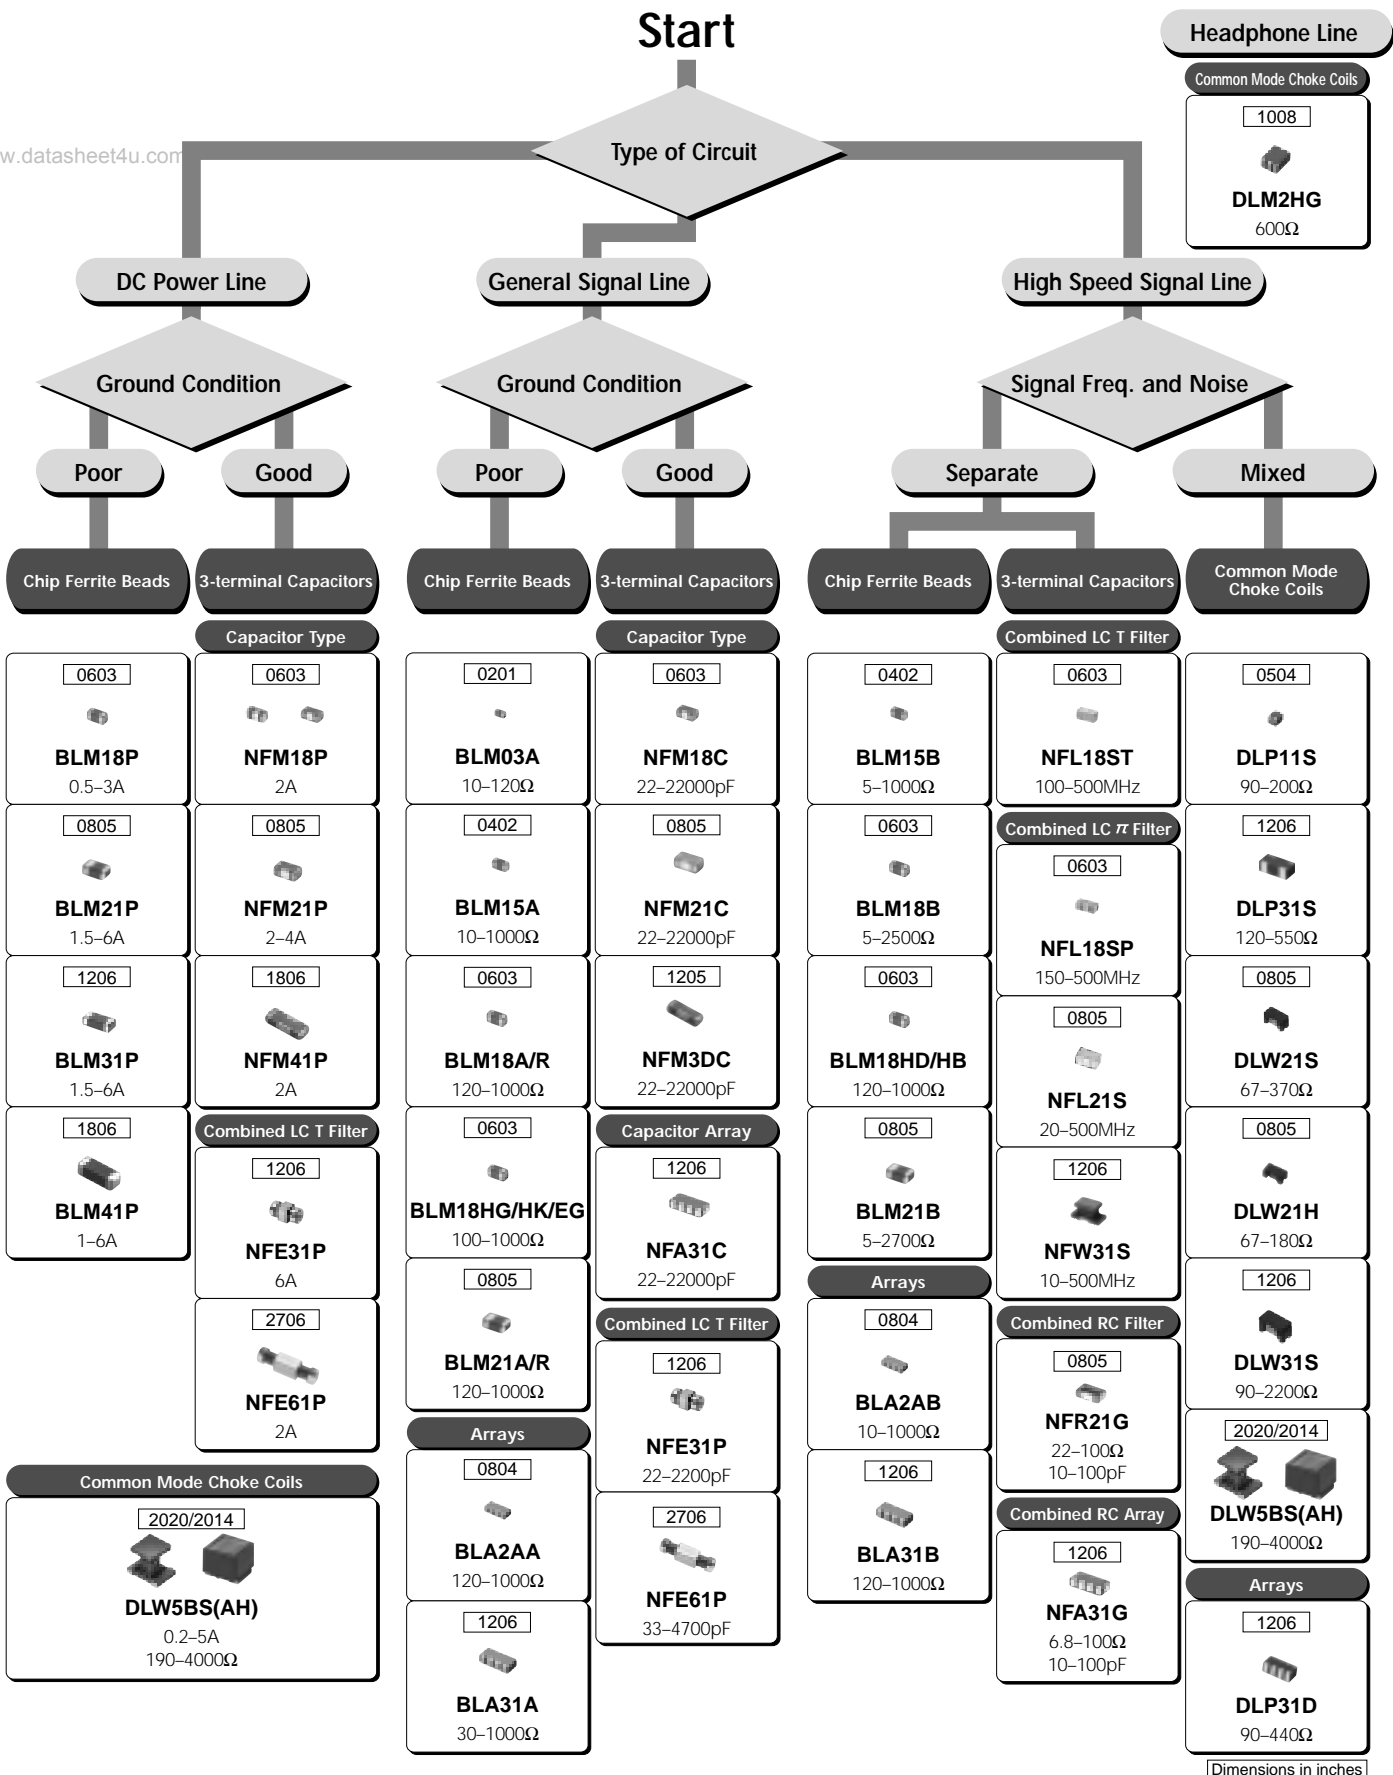 Start
Headphone Line
Common Mode Choke Coils
1008
DLM2HG
600Ω
w.datasheet4u.com
Type of Circuit
DC Power Line
General Signal Line
High Speed Signal Line
Ground Condition
Ground Condition
Signal Freq. and Noise
Poor
Good
Poor
Good
Separate
Mixed
Chip Ferrite Beads
0603
BLM18P
0.5–3A
0805
BLM21P
1.5–6A
1206
BLM31P
1.5–6A
1806
BLM41P
1–6A
3-terminal Capacitors
Capacitor Type
0603
NFM18P
2A
0805
NFM21P
2–4A
1806
NFM41P
2A
Combined LC T Filter
1206
NFE31P
6A
2706
NFE61P
2A
Common Mode Choke Coils
2020/2014
DLW5BS(AH)
0.2–5A
190–4000Ω
Chip Ferrite Beads
0201
BLM03A
10–120Ω
0402
BLM15A
10–1000Ω
0603
BLM18A/R
120–1000Ω
0603
BLM18HG/HK/EG
100–1000Ω
0805
BLM21A/R
120–1000Ω
Arrays
0804
BLA2AA
120–1000Ω
1206
BLA31A
30–1000Ω
3-terminal Capacitors
Capacitor Type
0603
NFM18C
22–22000pF
0805
NFM21C
22–22000pF
1205
NFM3DC
22–22000pF
Capacitor Array
1206
NFA31C
22–22000pF
Combined LC T Filter
1206
NFE31P
22–2200pF
2706
NFE61P
33–4700pF
Chip Ferrite Beads
0402
BLM15B
5–1000Ω
0603
BLM18B
5–2500Ω
0603
BLM18HD/HB
120–1000Ω
0805
BLM21B
5–2700Ω
Arrays
0804
BLA2AB
10–1000Ω
1206
BLA31B
120–1000Ω
3-terminal Capacitors
Combined LC T Filter
0603
NFL18ST
100–500MHz
Combined LC π Filter
0603
NFL18SP
150–500MHz
0805
NFL21S
20–500MHz
1206
NFW31S
10–500MHz
Combined RC Filter
0805
NFR21G
22–100Ω
10–100pF
Combined RC Array
1206
NFA31G
6.8–100Ω
10–100pF
Common Mode
Choke Coils
0504
DLP11S
90–200Ω
1206
DLP31S
120–550Ω
0805
DLW21S
67–370Ω
0805
DLW21H
67–180Ω
1206
DLW31S
90–2200Ω
2020/2014
DLW5BS(AH)
190–4000Ω
Arrays
1206
DLP31D
90–440Ω
Dimensions in inches